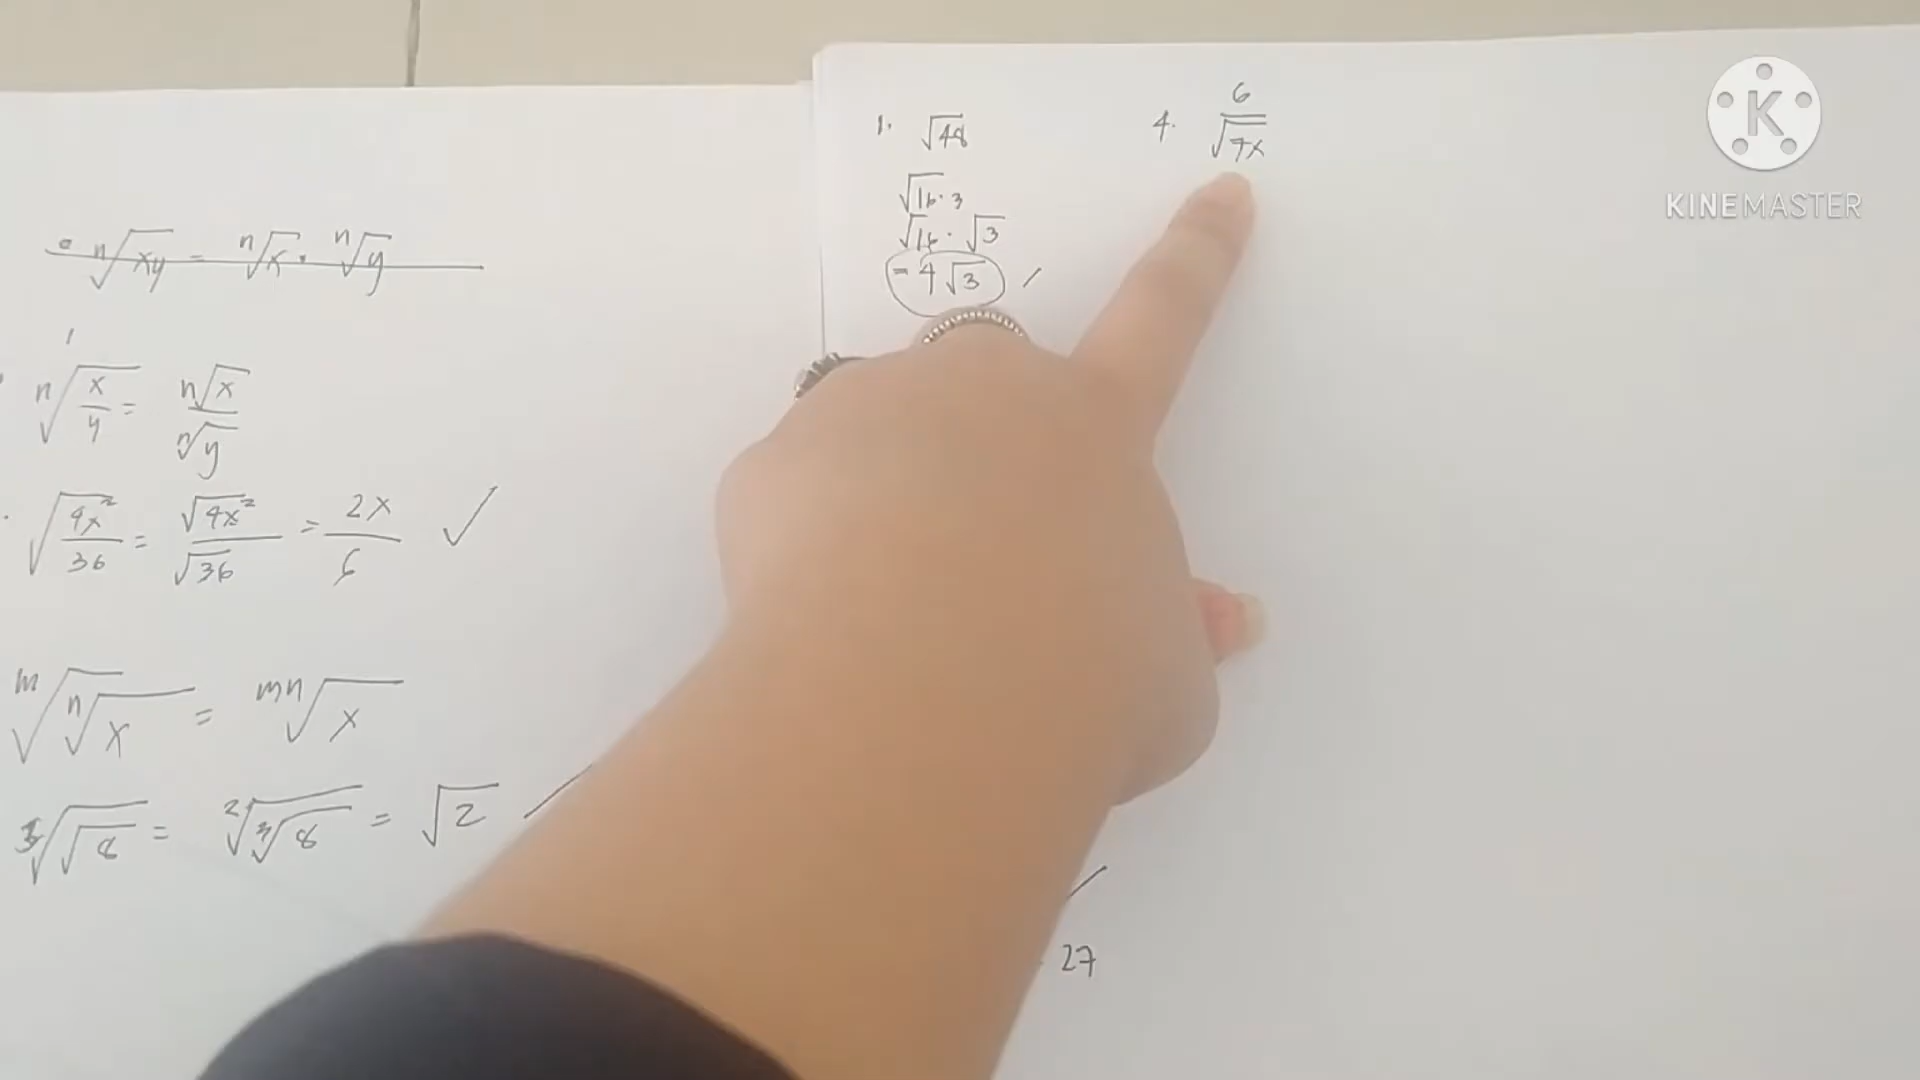 ⁿ√xy = ⁿ√x · ⁿ√y
ⁿ√(x/y) = ⁿ√x / ⁿ√y
√(4x²/36) = √4x² / √36 = 2x/6 ✓
ᵐ√(ⁿ√x) = ᵐⁿ√x
³√(√8) = ²√(³√8) = √2
1. √48
√16·3
√16 · √3
= 4√3
27
4. 6/√7x
K
KINEMASTER